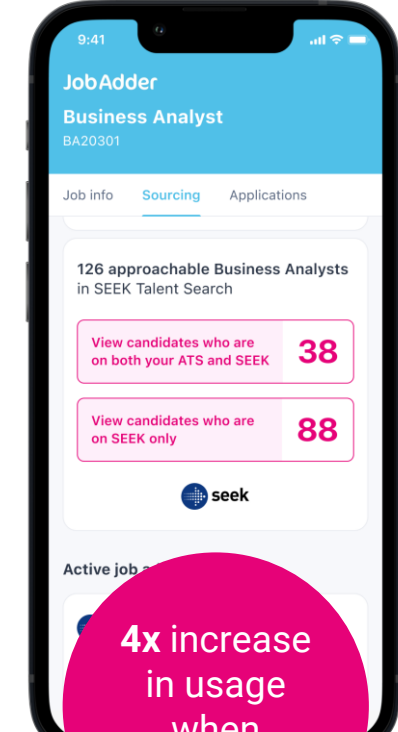 9:41
JobAdder
Business Analyst
BA20301
Job info Sourcing Applications
126 approachable Business Analysts
in SEEK Talent Search
View candidates who are
on both your ATS and SEEK
38
View candidates who are
on SEEK only
88
seek
Active job
4x increase
in usage
when